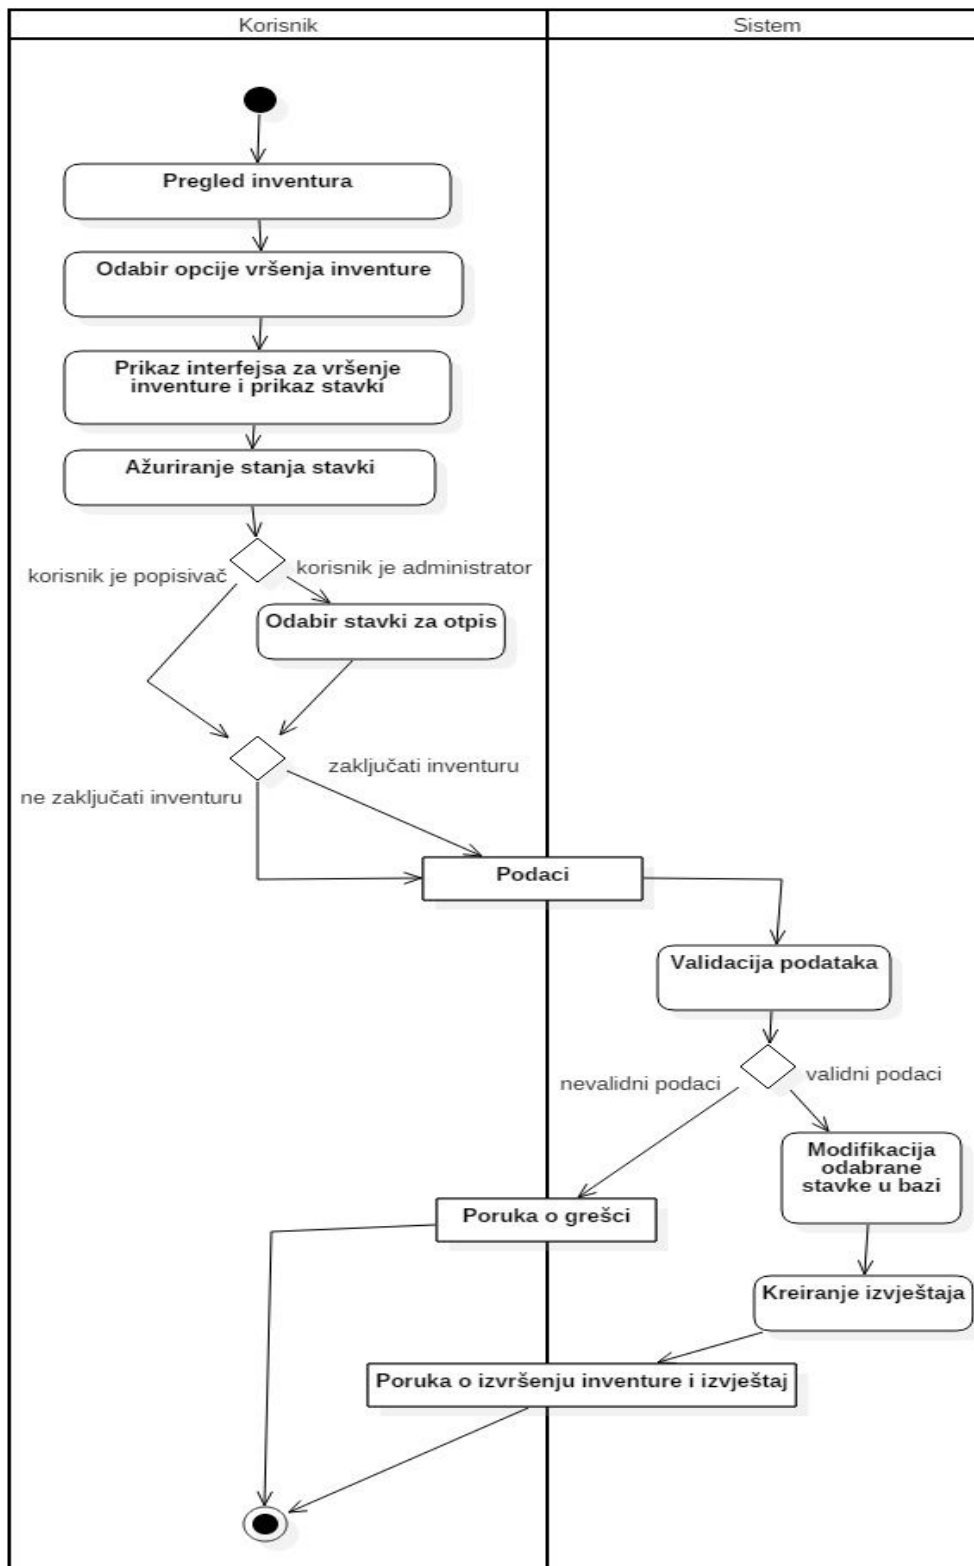 Korisnik
Sistem
Pregled inventura
Odabir opcije vršenja inventure
Prikaz interfejsa za vršenje
inventure i prikaz stavki
Ažuriranje stanja stavki
korisnik je popisivač
korisnik je administrator
Odabir stavki za otpis
zaključati inventuru
ne zaključati inventuru
Podaci
Validacija podataka
nevalidni podaci
validni podaci
Modifikacija
odabrane
stavke u bazi
Poruka o grešci
Kreiranje izvještaja
Poruka o izvršenju inventure i izvještaj